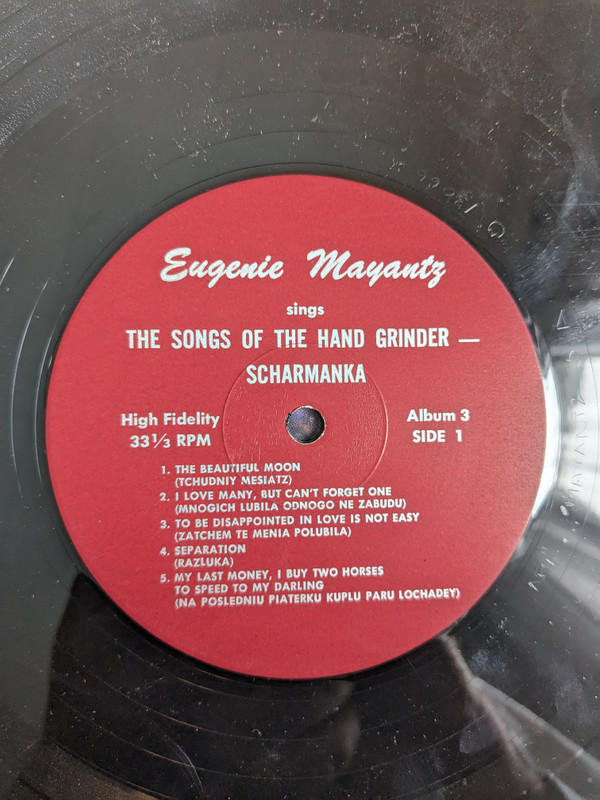 Eugenie Mayantz
sings
THE SONGS OF THE HAND GRINDER —
SCHARMANKA
High Fidelity
33⅓ RPM
Album 3
SIDE 1
1. THE BEAUTIFUL MOON
(TCHUDNIY MESIATZ)
2. I LOVE MANY, BUT CAN'T FORGET ONE
(MNOGICH LUBILA ODNOGO NE ZABUDU)
3. TO BE DISAPPOINTED IN LOVE IS NOT EASY
(ZATCHEM TE MENIA POLUBILA)
4. SEPARATION
(RAZLUKA)
5. MY LAST MONEY, I BUY TWO HORSES
TO SPEED TO MY DARLING
(NA POSLEDNIU PIATERKU KUPLU PARU LOCHADEY)